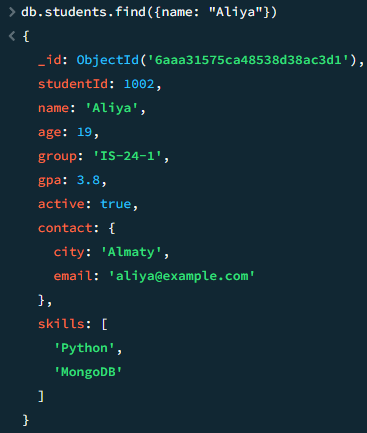 > db.students.find({name: "Aliya"})
< {
_id: ObjectId('6aaa31575ca48538d38ac3d1'),
studentId: 1002,
name: 'Aliya',
age: 19,
group: 'IS-24-1',
gpa: 3.8,
active: true,
contact: {
city: 'Almaty',
email: 'aliya@example.com'
},
skills: [
'Python',
'MongoDB'
]
}